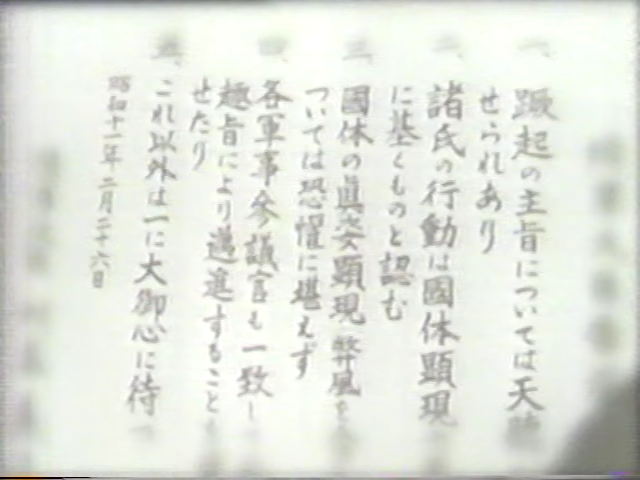 一、蹶起の主旨については天聴
せられあり
二、諸氏の行動は國体顕現
に基くものと認む
三、國体の眞姿顕現 弊風を
ついては恐懼に堪えず
四、各軍事参議官も一致し
趣旨により邁進すること
せたり
これ以外は一に大御心に待
昭和十一年二月二十六日